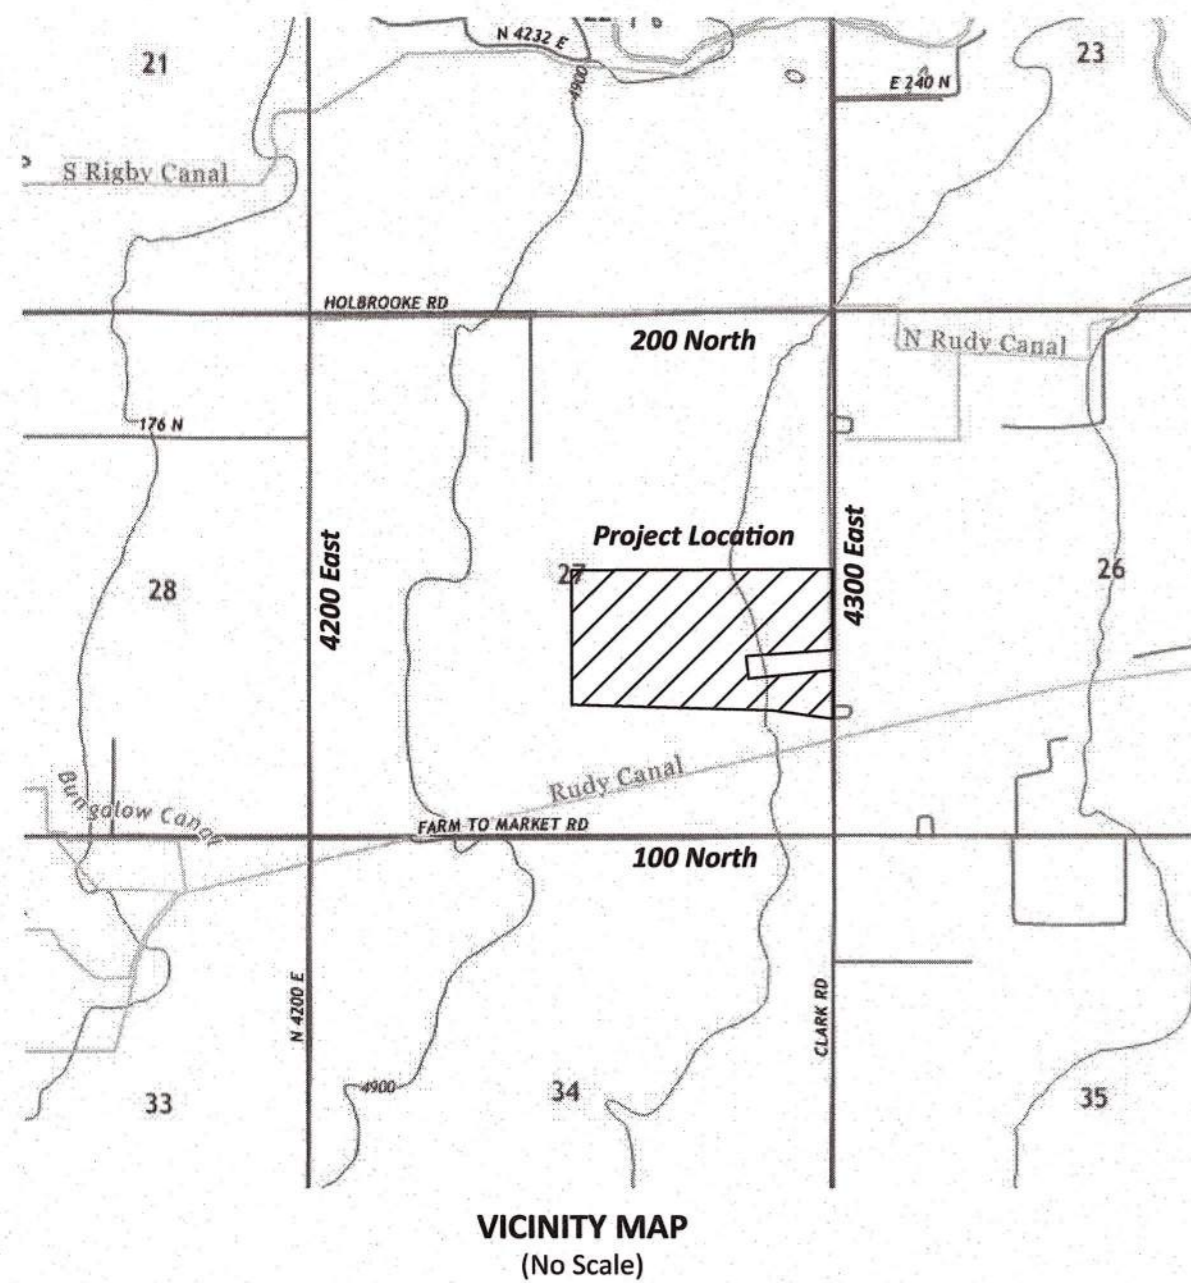 N 4232 E
21
4900
23
E 240 N
S Rigby Canal
HOLBROOKE RD
200 North
N Rudy Canal
176 N
Project Location
4200 East
4300 East
27
26
28
Rudy Canal
Bungalow Canal
FARM TO MARKET RD
100 North
N 4200 E
CLARK RD
4900
34
33
35
VICINITY MAP
(No Scale)